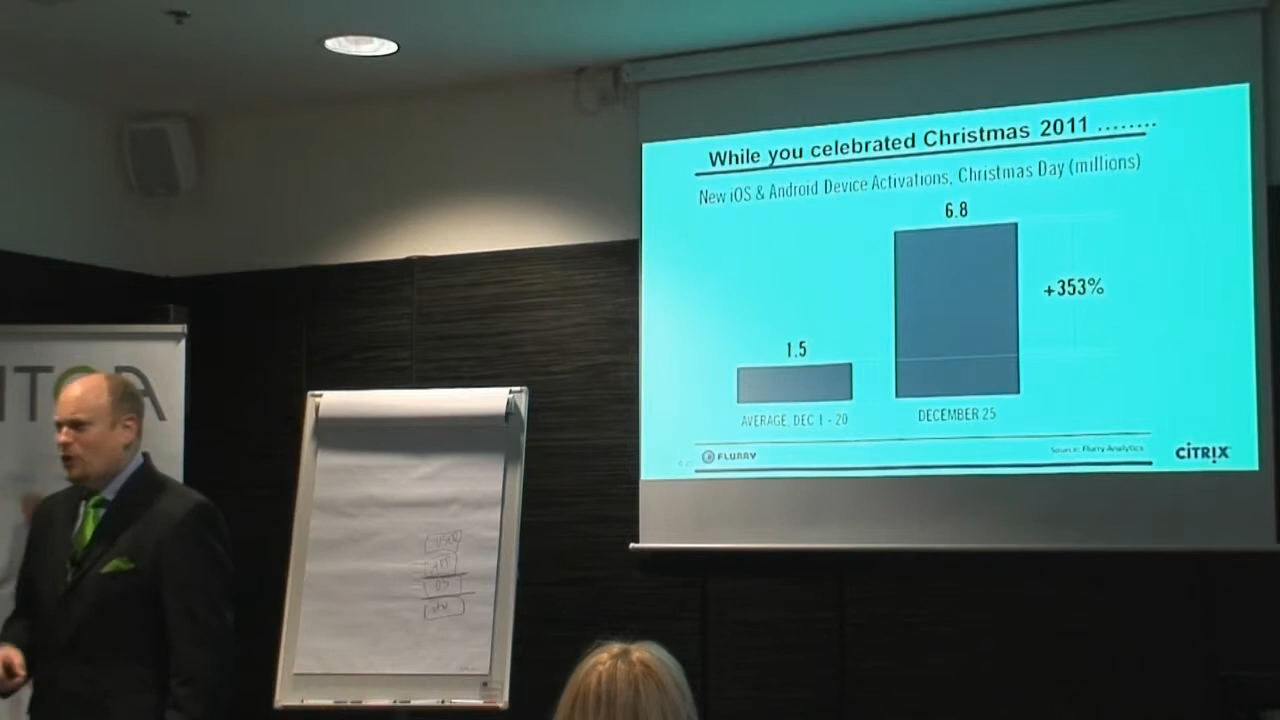 While you celebrated Christmas 2011 ........
New iOS & Android Device Activations, Christmas Day (millions)
6.8
+353%
1.5
AVERAGE, DEC 1 - 20
DECEMBER 25
FLURRY
Source: Flurry Analytics
CITRIX
OS